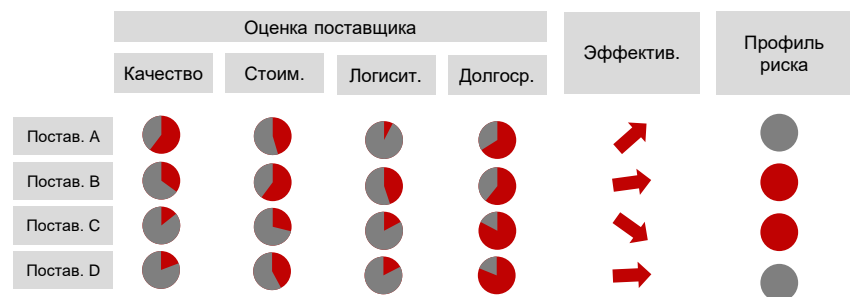 Оценка поставщика
Эффектив.
Профиль
риска
Качество
Стоим.
Логисит.
Долгоср.
Постав. A
Постав. B
Постав. C
Постав. D